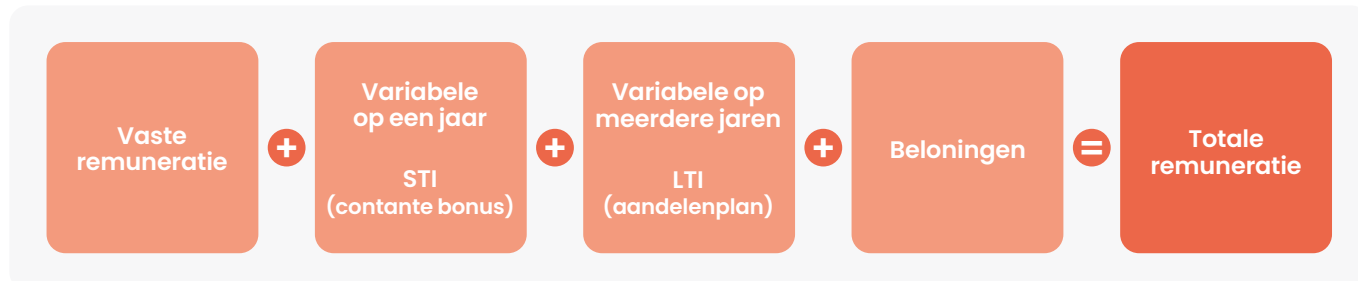 Vaste
remuneratie
+
Variabele
op een jaar
STI
(contante bonus)
+
Variabele op
meerdere jaren
LTI
(aandelenplan)
+
Beloningen
=
Totale
remuneratie